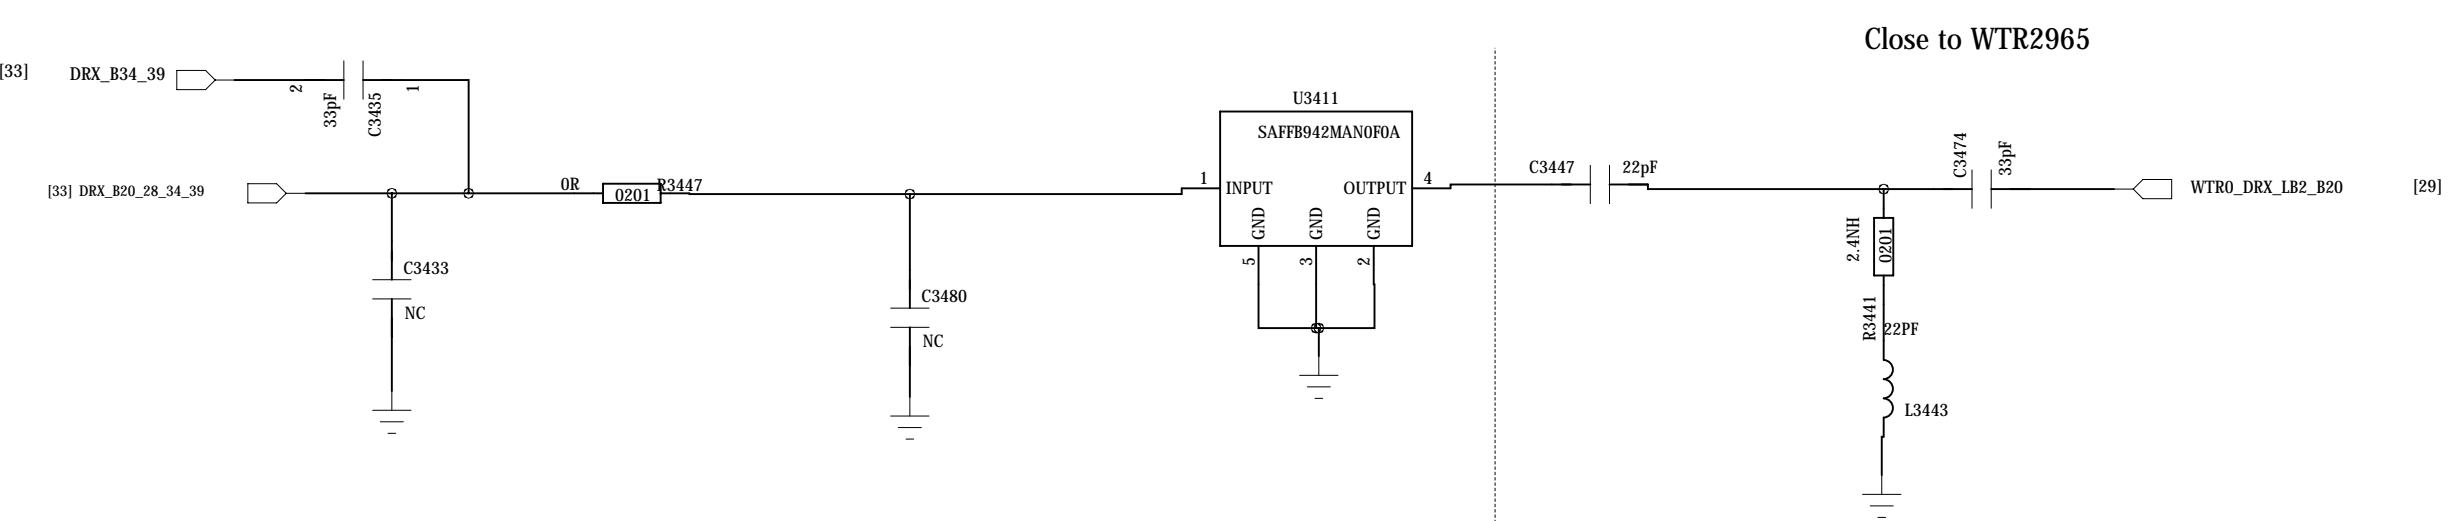 Close to WTR2965
[33] DRX_B34_39
2
33pF
C3435
1
[33] DRX_B20_28_34_39
0R
0201
R3447
C3433
NC
C3480
NC
U3411
SAFFB942MAN0F0A
1
INPUT
OUTPUT
4
GND
GND
GND
5
3
2
C3447
22pF
C3474
33pF
WTR0_DRX_LB2_B20 [29]
2.4NH
0201
R3441
22PF
L3443